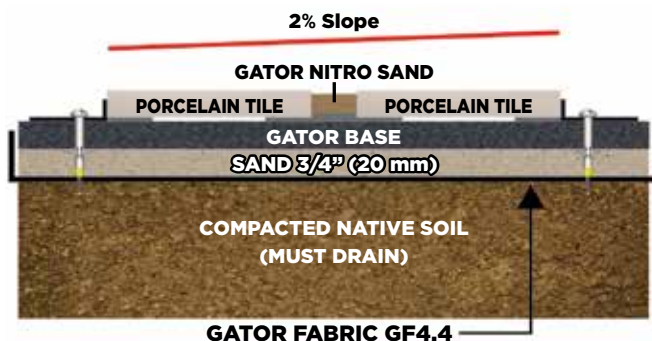 2% Slope
GATOR NITRO SAND
PORCELAIN TILE PORCELAIN TILE
GATOR BASE
SAND 3/4" (20 mm)
COMPACTED NATIVE SOIL
(MUST DRAIN)
GATOR FABRIC GF4.4